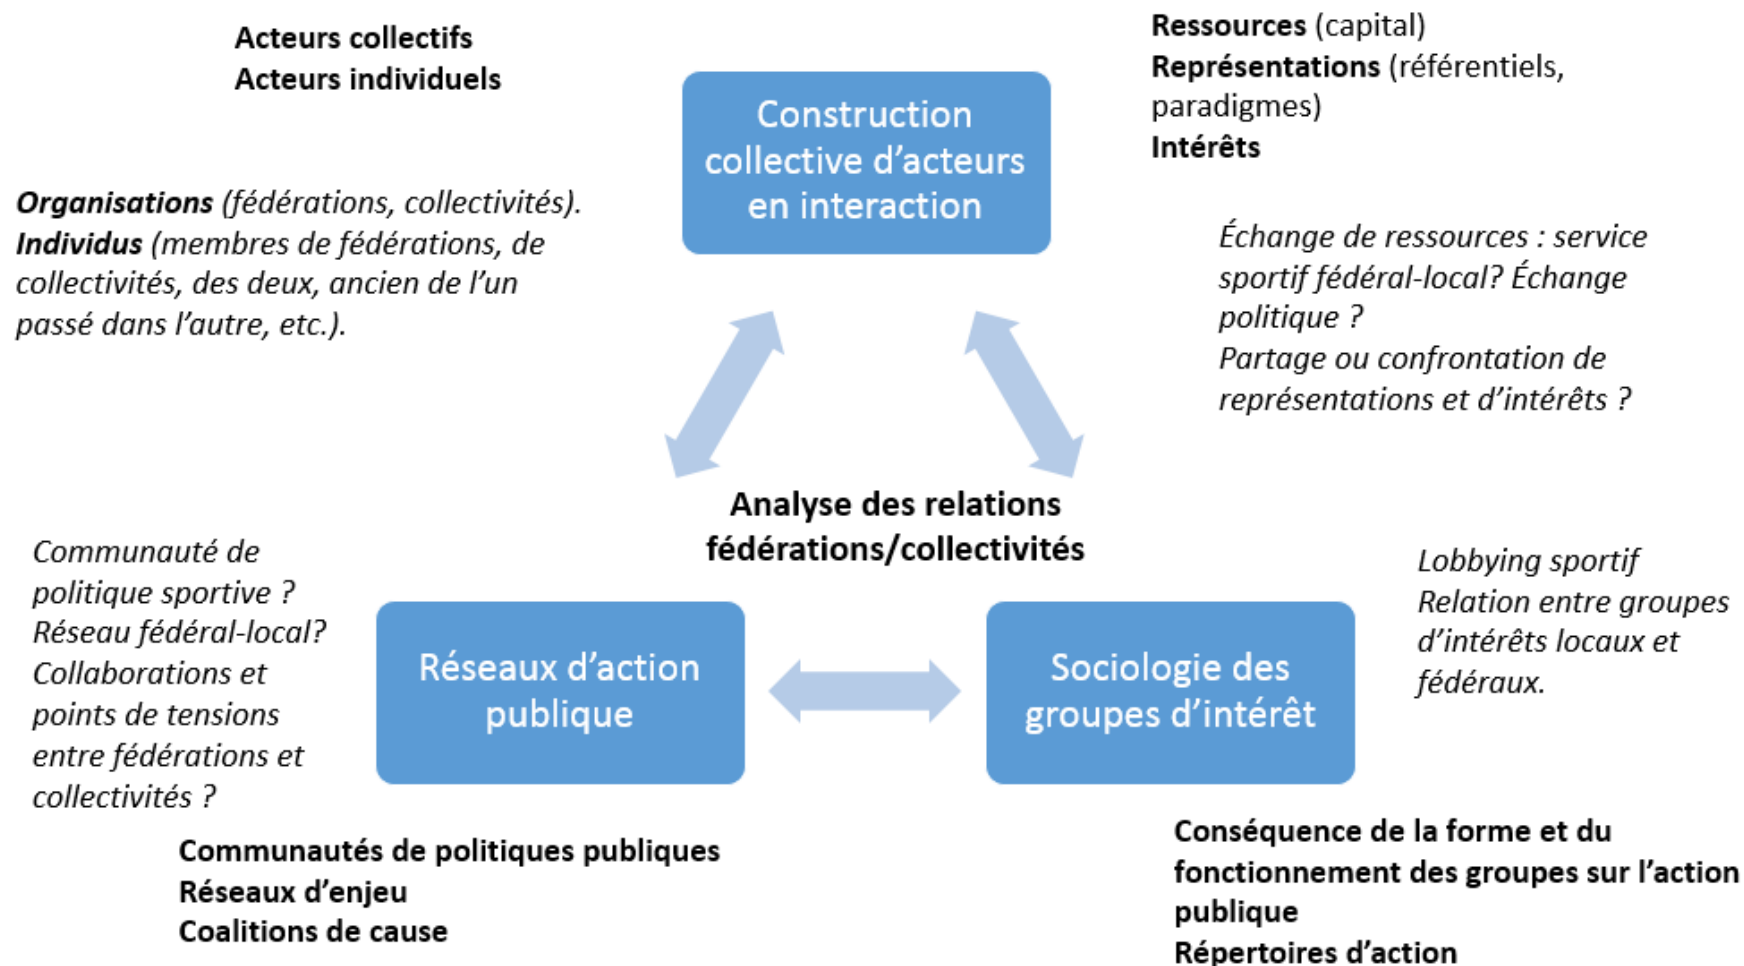 Acteurs collectifs
Acteurs individuels
Ressources (capital)
Représentations (référentiels,
paradigmes)
Intérêts
Construction
collective d’acteurs
en interaction
Organisations (fédérations, collectivités).
Individus (membres de fédérations, de
collectivités, des deux, ancien de l’un
passé dans l’autre, etc.).
Échange de ressources : service
sportif fédéral-local? Échange
politique ?
Partage ou confrontation de
représentations et d’intérêts ?
Analyse des relations
fédérations/collectivités
Communauté de
politique sportive ?
Réseau fédéral-local?
Collaborations et
points de tensions
entre fédérations et
collectivités ?
Réseaux d’action
publique
Sociologie des
groupes d’intérêt
Lobbying sportif
Relation entre groupes
d’intérêts locaux et
fédéraux.
Communautés de politiques publiques
Réseaux d’enjeu
Coalitions de cause
Conséquence de la forme et du
fonctionnement des groupes sur l’action
publique
Répertoires d’action